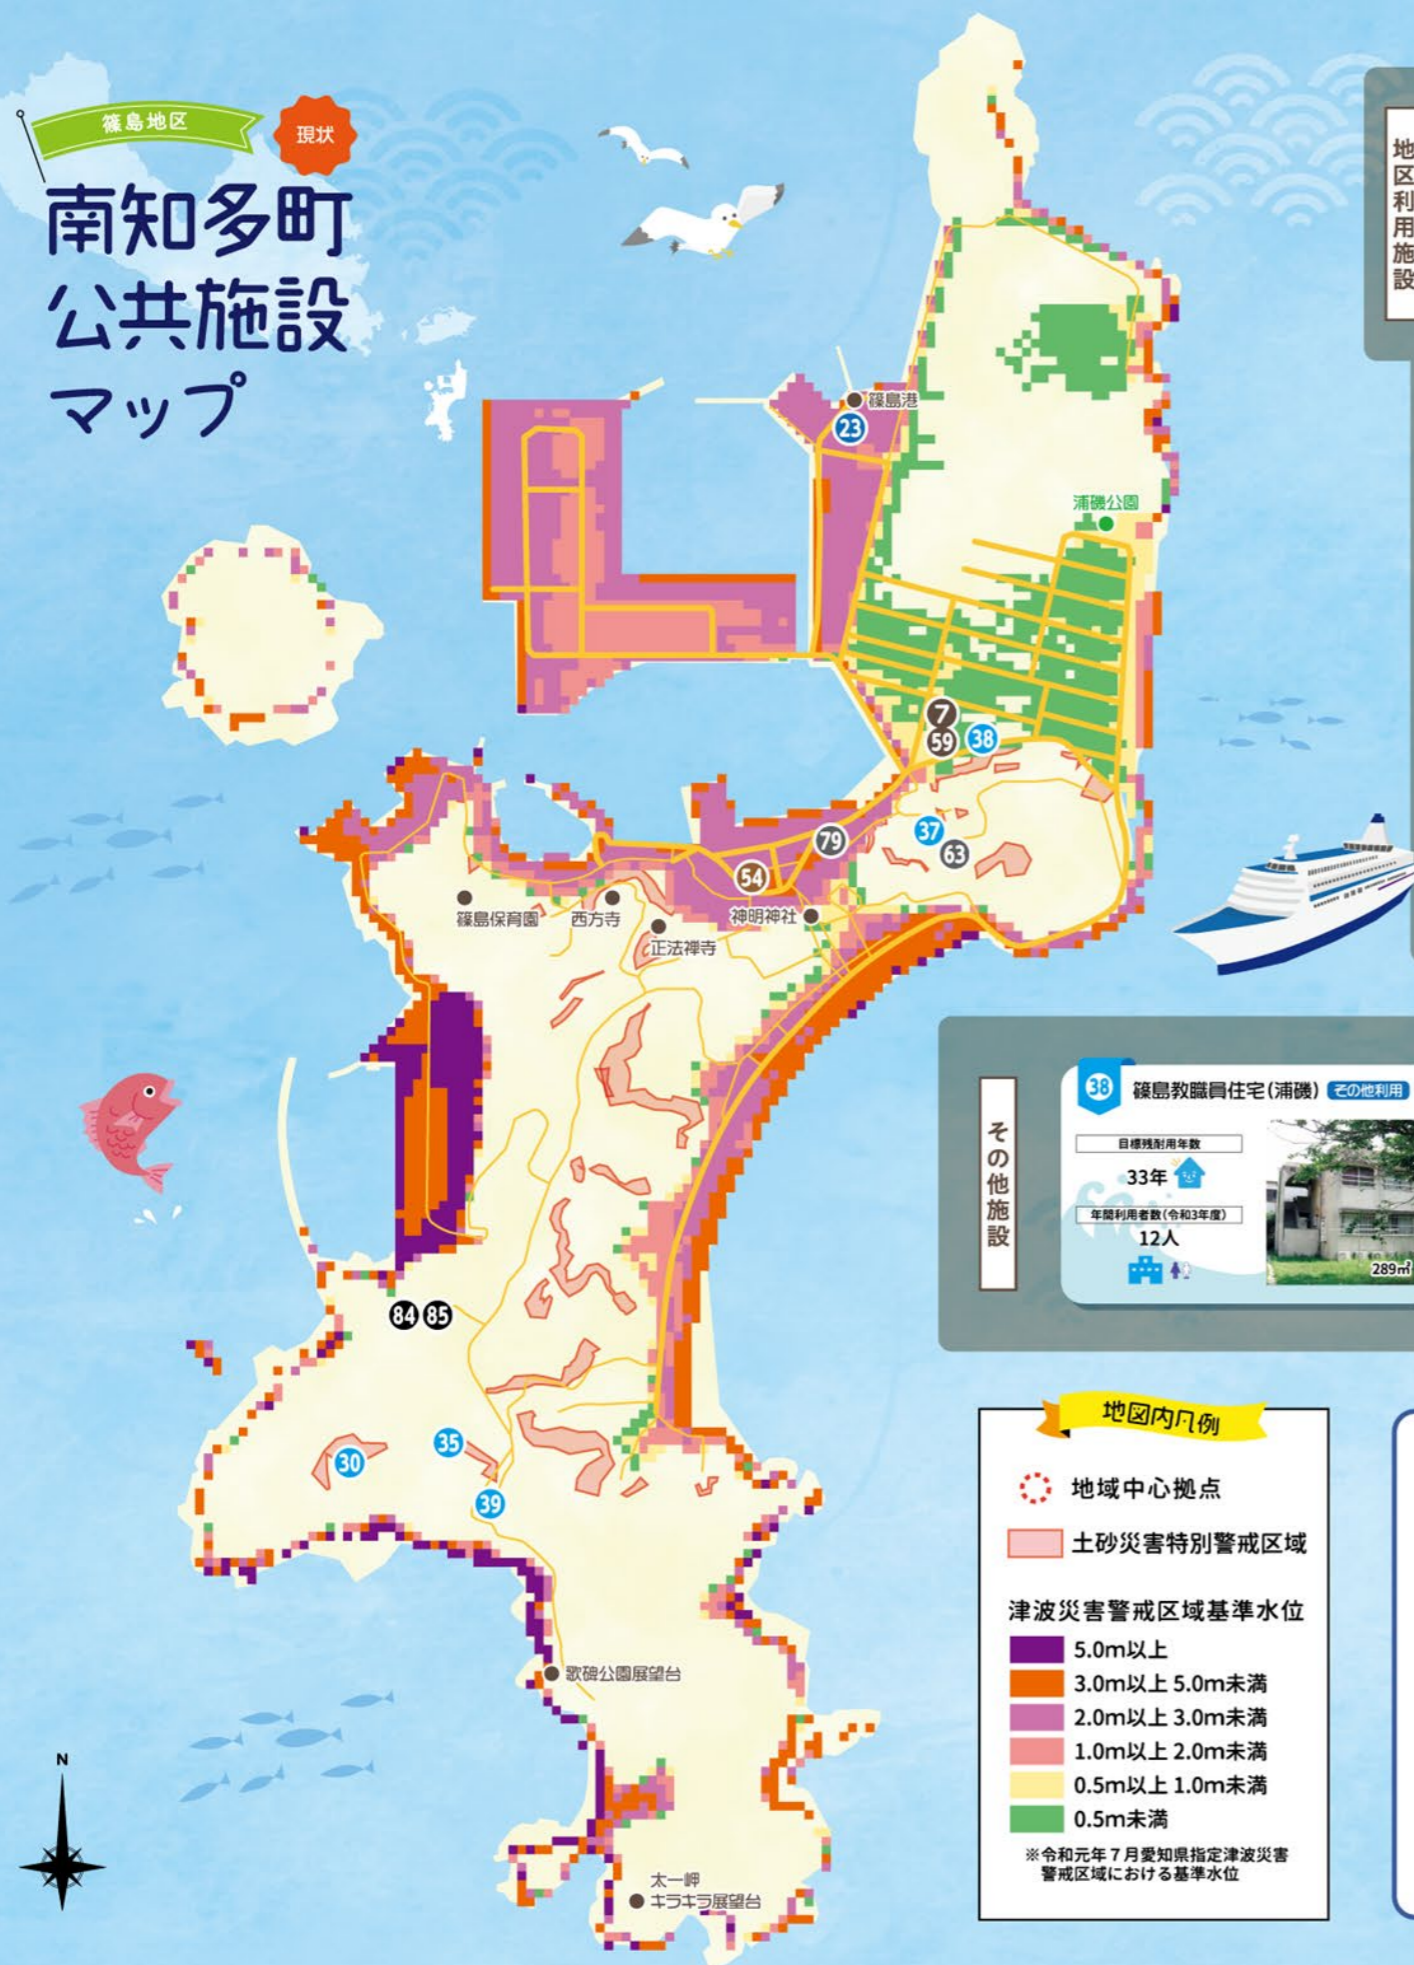 篠島地区
現状
南知多町
公共施設
マップ
地区利用施設
篠島港
23
浦磯公園
7
59
38
37
63
79
54
篠島保育園
西方寺
正法禅寺
神明神社
84
85
30
35
39
歌碑公園展望台
太一岬
キラキラ展望台
N
その他施設
38
篠島教職員住宅(浦磯)
その他利用
目標残耐用年数
33年
年間利用者数(令和3年度)
12人
289㎡
地図内凡例
地域中心拠点
土砂災害特別警戒区域
津波災害警戒区域基準水位
5.0m以上
3.0m以上 5.0m未満
2.0m以上 3.0m未満
1.0m以上 2.0m未満
0.5m以上 1.0m未満
0.5m未満
※令和元年7月愛知県指定津波災害
警戒区域における基準水位